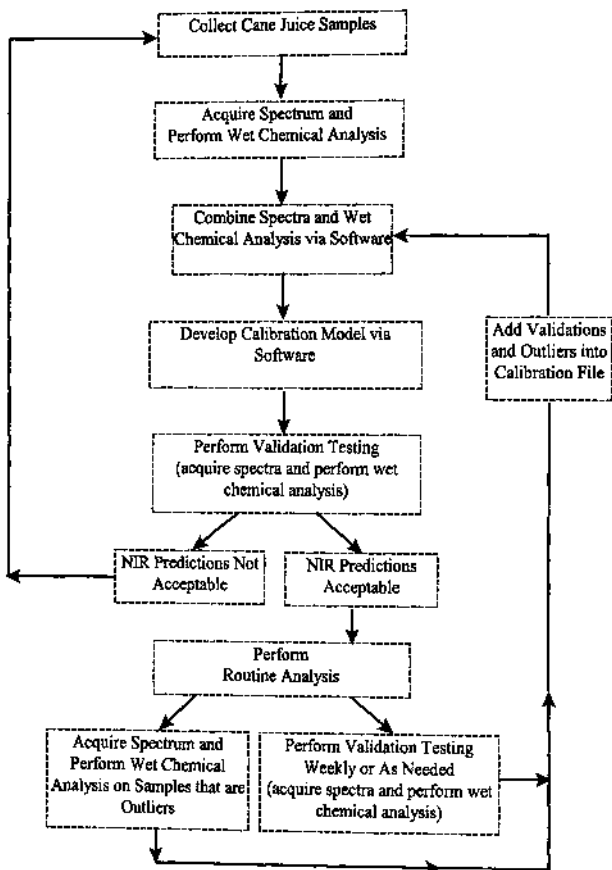 Collect Cane Juice Samples
Acquire Spectrum and
Perform Wet Chemical Analysis
Combine Spectra and Wet
Chemical Analysis via Software
Add Validations
and Outliers into
Calibration File
Develop Calibration Model via
Software
Perform Validation Testing
(acquire spectra and perform wet
chemical analysis)
NIR Predictions Not
Acceptable
NIR Predictions
Acceptable
Perform
Routine Analysis
Acquire Spectrum and
Perform Wet Chemical
Analysis on Samples that are
Outliers
Perform Validation Testing
Weekly or As Needed
(acquire spectra and perform wet
chemical analysis)